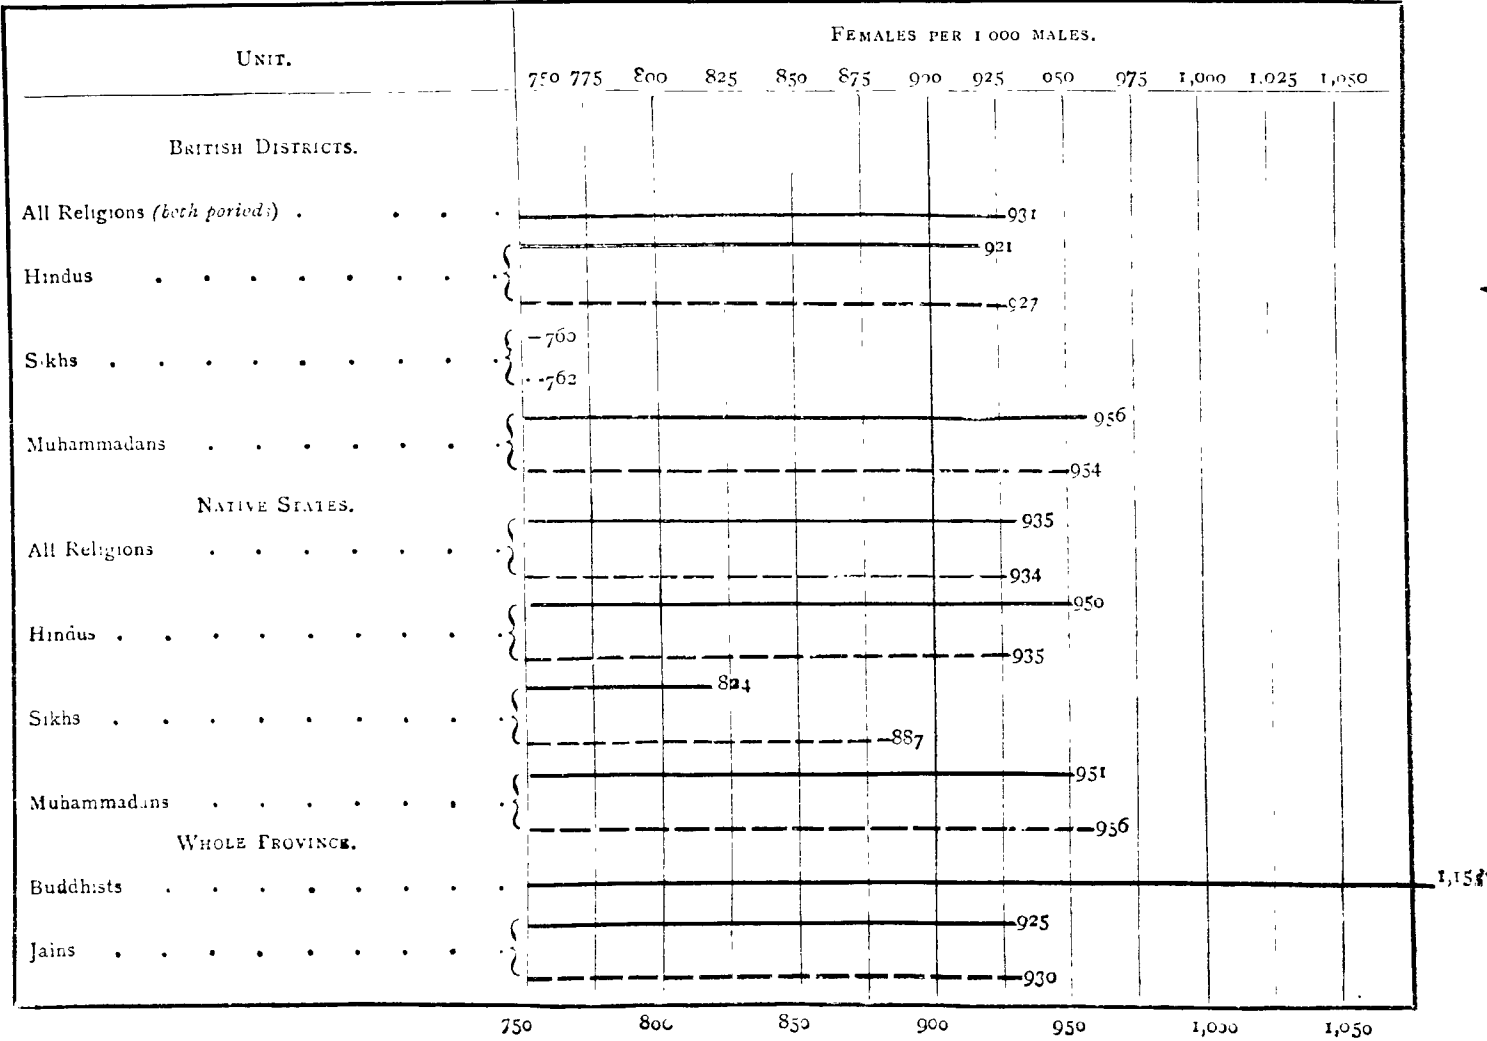 UNIT.
FEMALES PER 1000 MALES.
750 775 800 825 850 875 900 925 950 975 1,000 1,025 1,050
BRITISH DISTRICTS.
All Religions (both periods) . . . . 931
921
Hindus . . . . . . . .
927
760
Sikhs . . . . . . . . .
762
956
Muhammadans . . . . . . .
954
NATIVE STATES.
935
All Religions . . . . . . .
934
950
Hindus . . . . . . . . .
935
824
Sikhs . . . . . . . . .
887
951
Muhammadans . . . . . . .
956
WHOLE PROVINCE.
Buddhists . . . . . . . .
925
Jains . . . . . . . . .
930
750 800 850 900 950 1,000 1,050